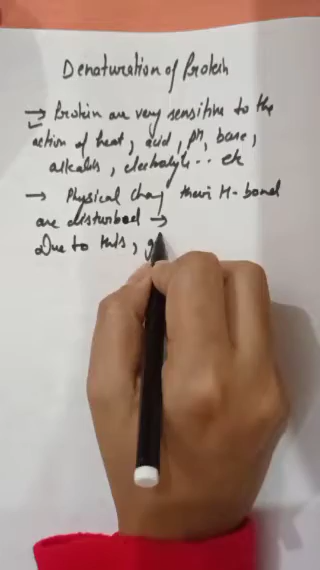 Denaturation of Protein
→ Protein are very sensitive to the
action of heat, acid, pH, base,
alkalis, electrolyte.. etc
→ Physical chang their H-bond
are disturbed →
Due to this, g